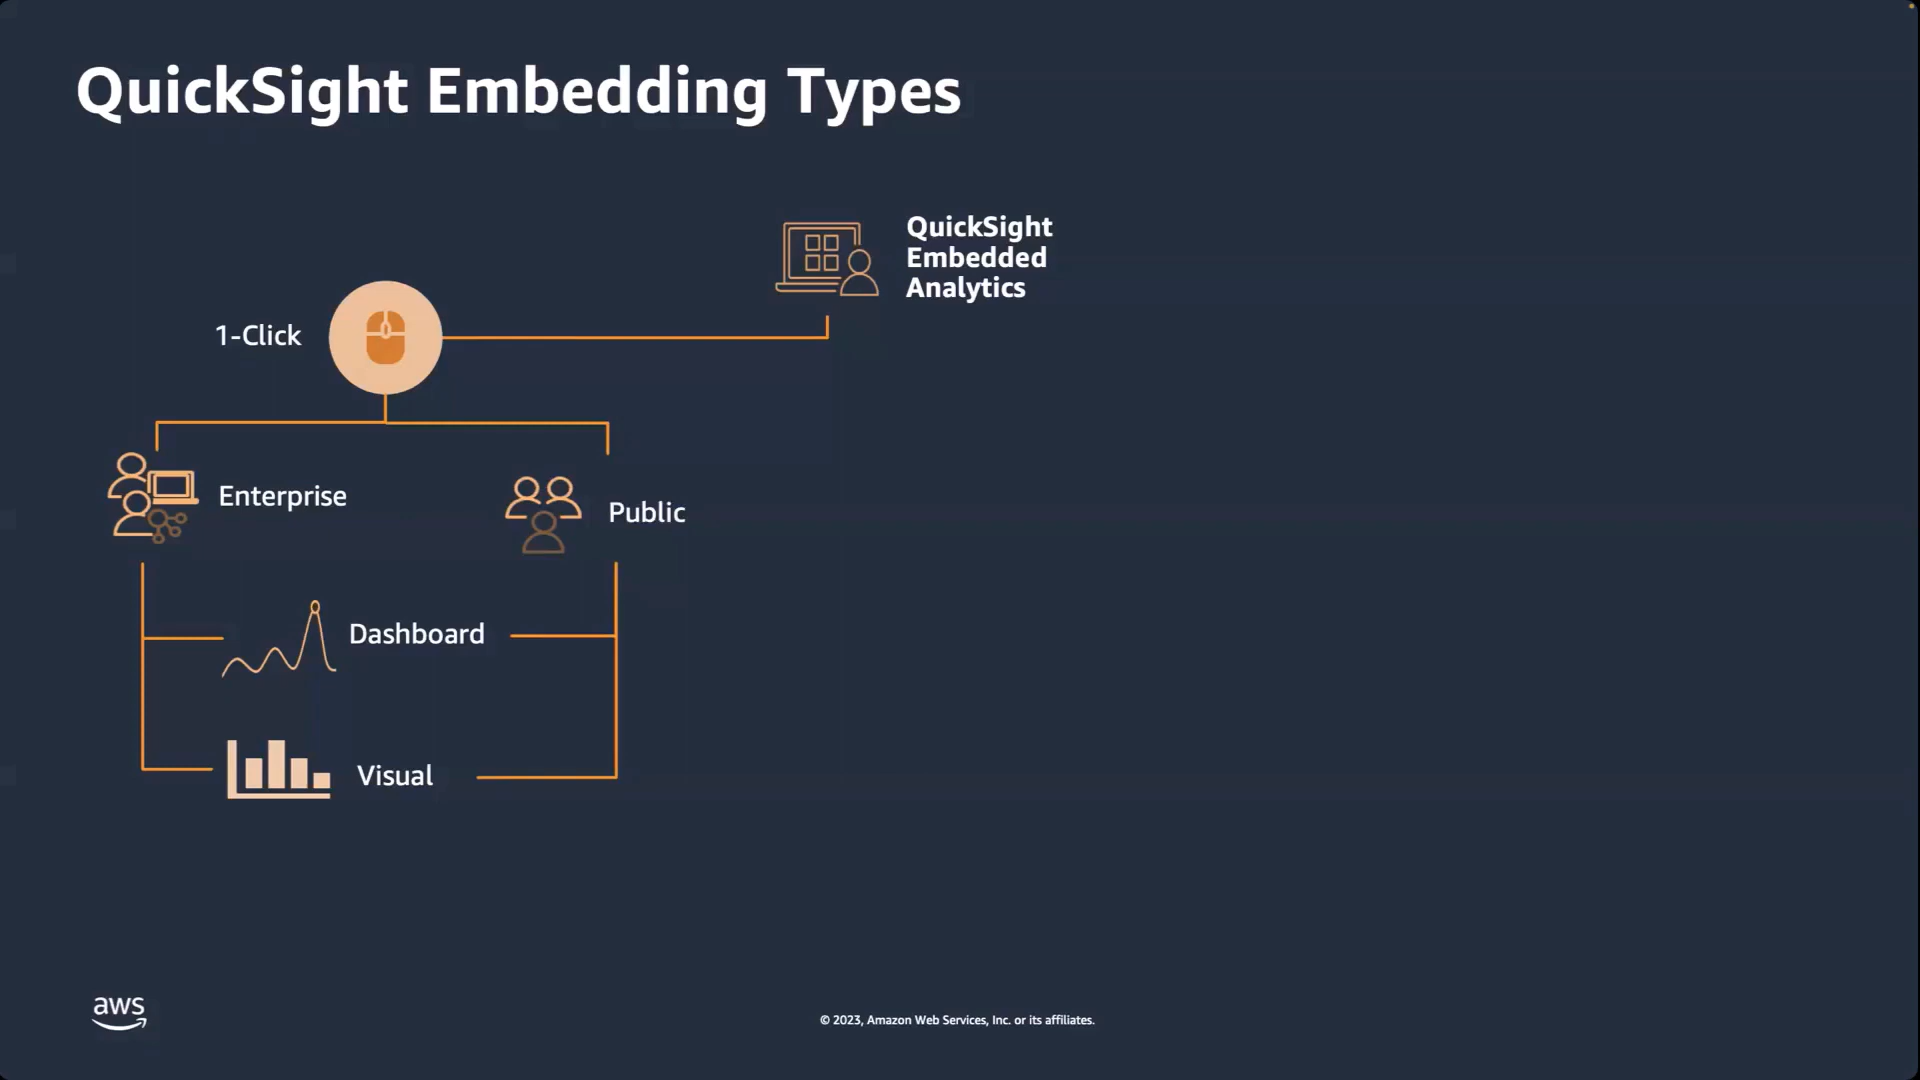 QuickSight Embedding Types
QuickSight
Embedded
Analytics
1-Click
Enterprise
Public
Dashboard
Visual
aws
© 2023, Amazon Web Services, Inc. or its affiliates.